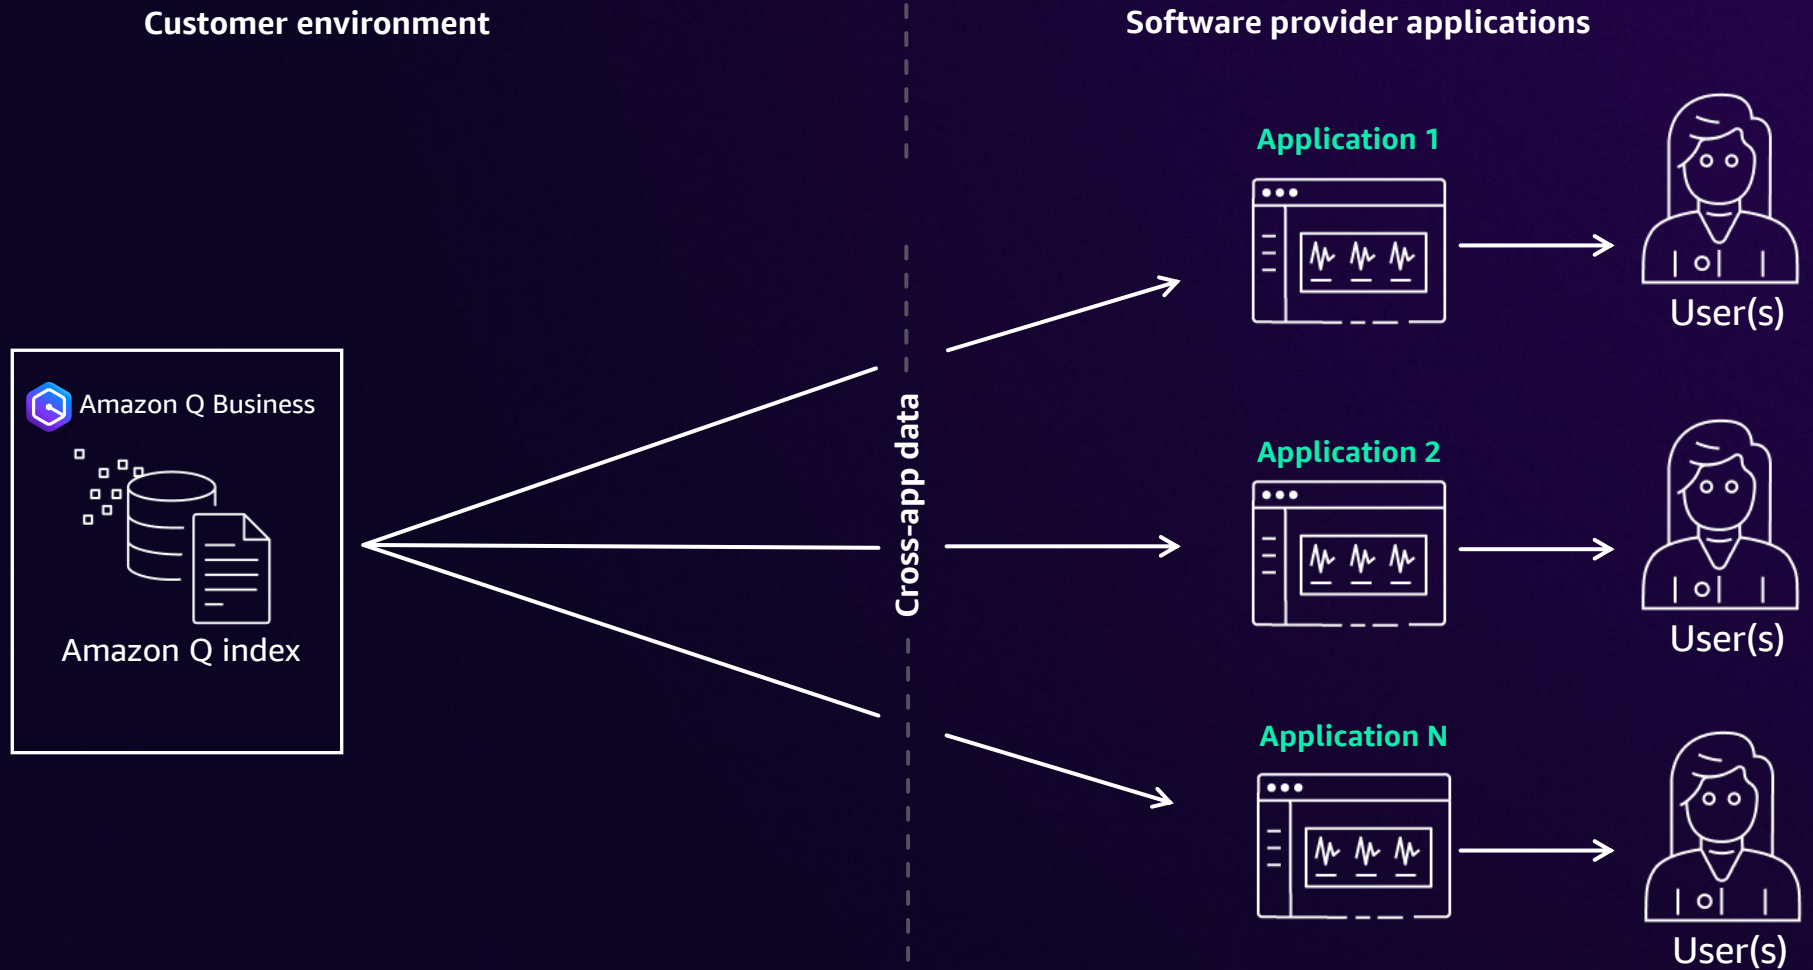 Customer environment
Software provider applications
Amazon Q Business
Amazon Q index
Cross-app data
Application 1
User(s)
Application 2
User(s)
Application N
User(s)